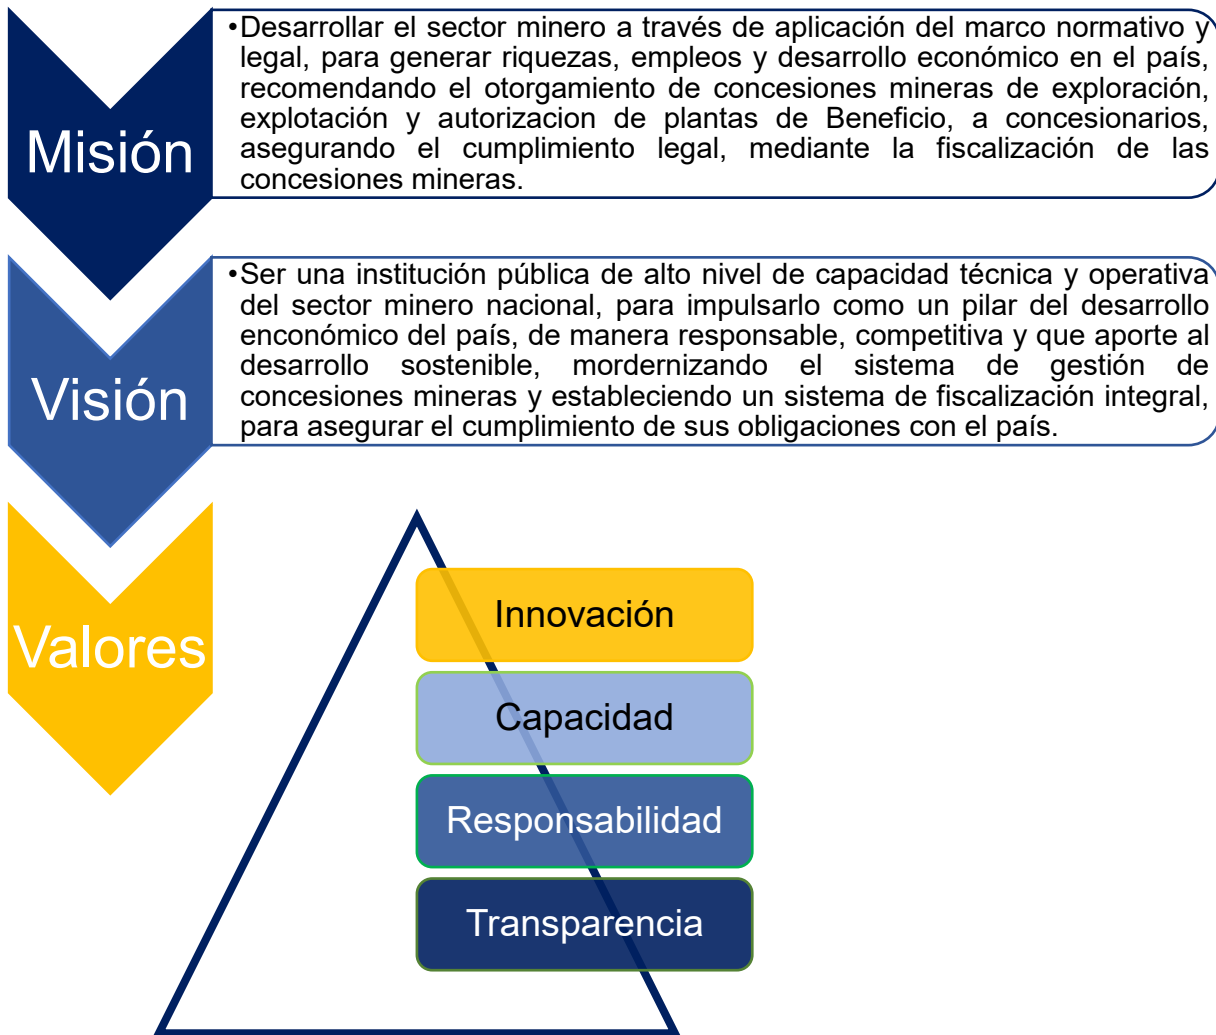 Misión
•Desarrollar el sector minero a través de aplicación del marco normativo y
legal, para generar riquezas, empleos y desarrollo económico en el país,
recomendando el otorgamiento de concesiones mineras de exploración,
explotación y autorizacion de plantas de Beneficio, a concesionarios,
asegurando el cumplimiento legal, mediante la fiscalización de las
concesiones mineras.
Visión
•Ser una institución pública de alto nivel de capacidad técnica y operativa
del sector minero nacional, para impulsarlo como un pilar del desarrollo
enconómico del país, de manera responsable, competitiva y que aporte al
desarrollo sostenible, mordernizando el sistema de gestión de
concesiones mineras y estableciendo un sistema de fiscalización integral,
para asegurar el cumplimiento de sus obligaciones con el país.
Valores
Innovación
Capacidad
Responsabilidad
Transparencia